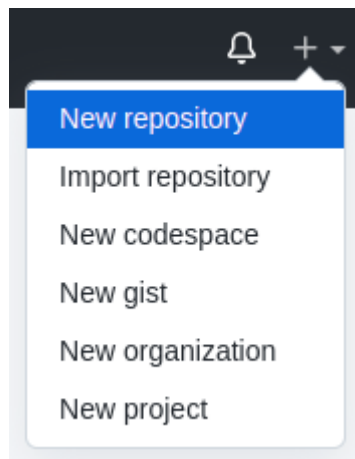 New repository
Import repository
New codespace
New gist
New organization
New project